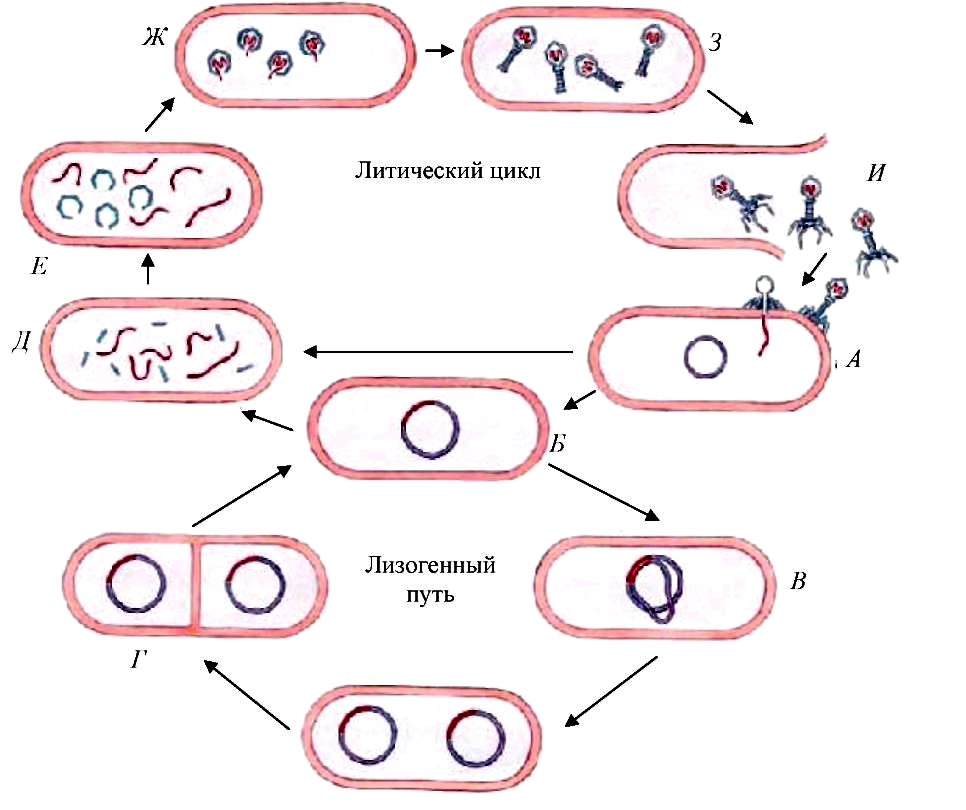 Ж
З
Литический цикл
И
Е
Д
А
Б
Лизогенный
путь
В
Г